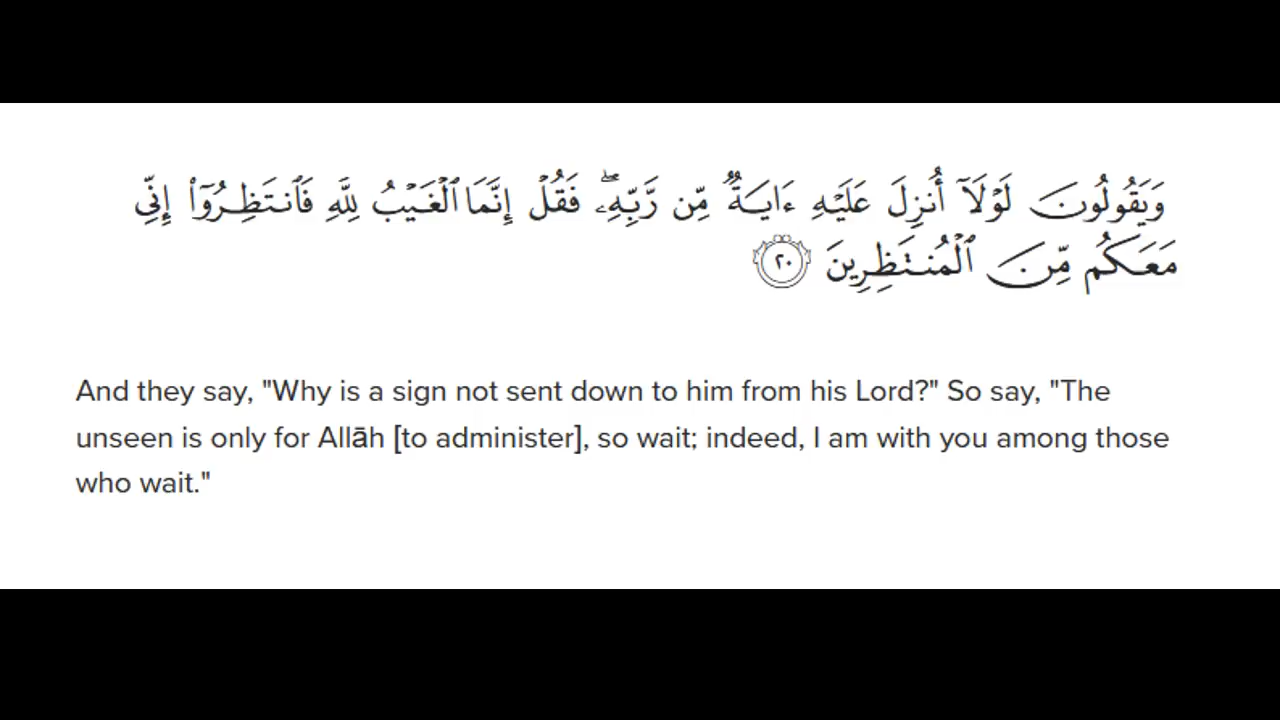 وَيَقُولُونَ لَوۡلَآ أُنزِلَ عَلَيۡهِ ءَايَةٞ مِّن رَّبِّهِۦۖ فَقُلۡ إِنَّمَا ٱلۡغَيۡبُ لِلَّهِ فَٱنتَظِرُوٓاْ إِنِّي
مَعَكُم مِّنَ ٱلۡمُنتَظِرِينَ ٢٠
And they say, "Why is a sign not sent down to him from his Lord?" So say, "The
unseen is only for Allāh [to administer], so wait; indeed, I am with you among those
who wait."